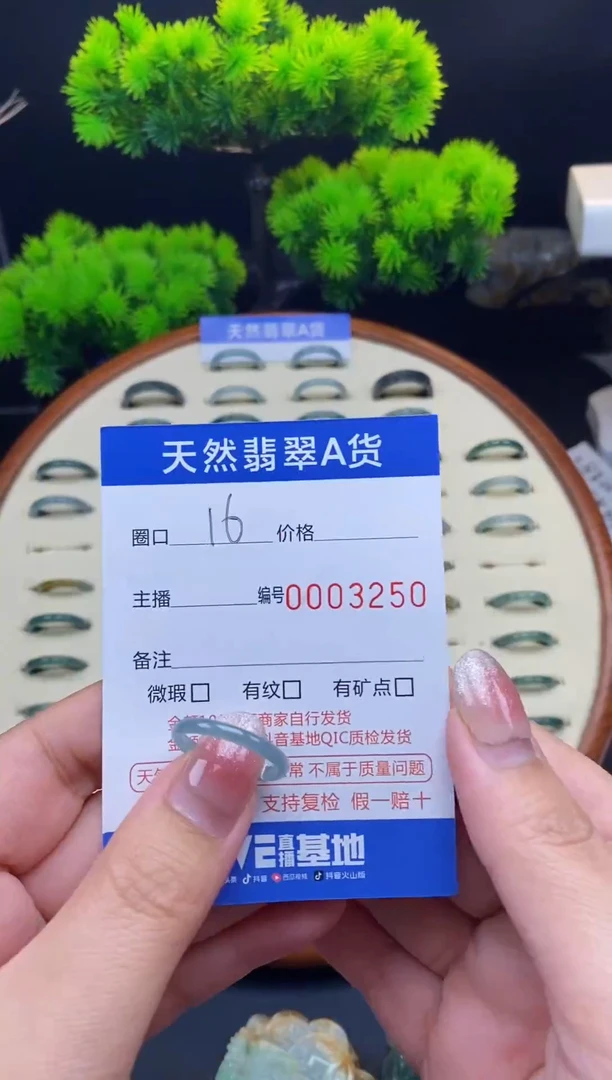 天然翡翠A货
天然翡翠A货
圈口 16 价格
主播 编号0003250
备注
微瑕□ 有纹□ 有矿点□
商家自行发货
音基地QIC质检发货
天 常 不属于质量问题
支持复检 假一赔十
VE直播基地
抖音 西瓜视频 抖音火山版